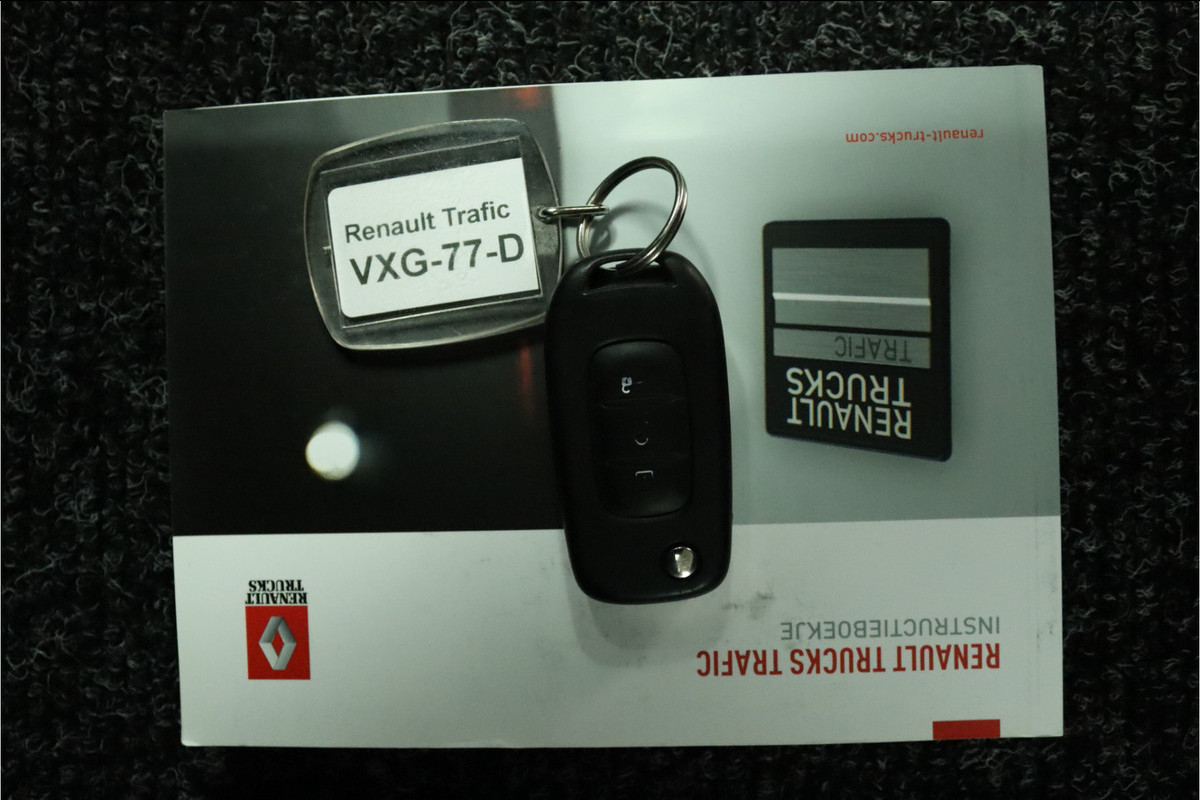 Renault Trafic
VXG-77-D
RENAULT TRUCKS TRAFIC
INSTRUCTIEBOEKJE
RENAULT
TRUCKS
RENAULT
TRUCKS
TRAFIC
renault-trucks.com